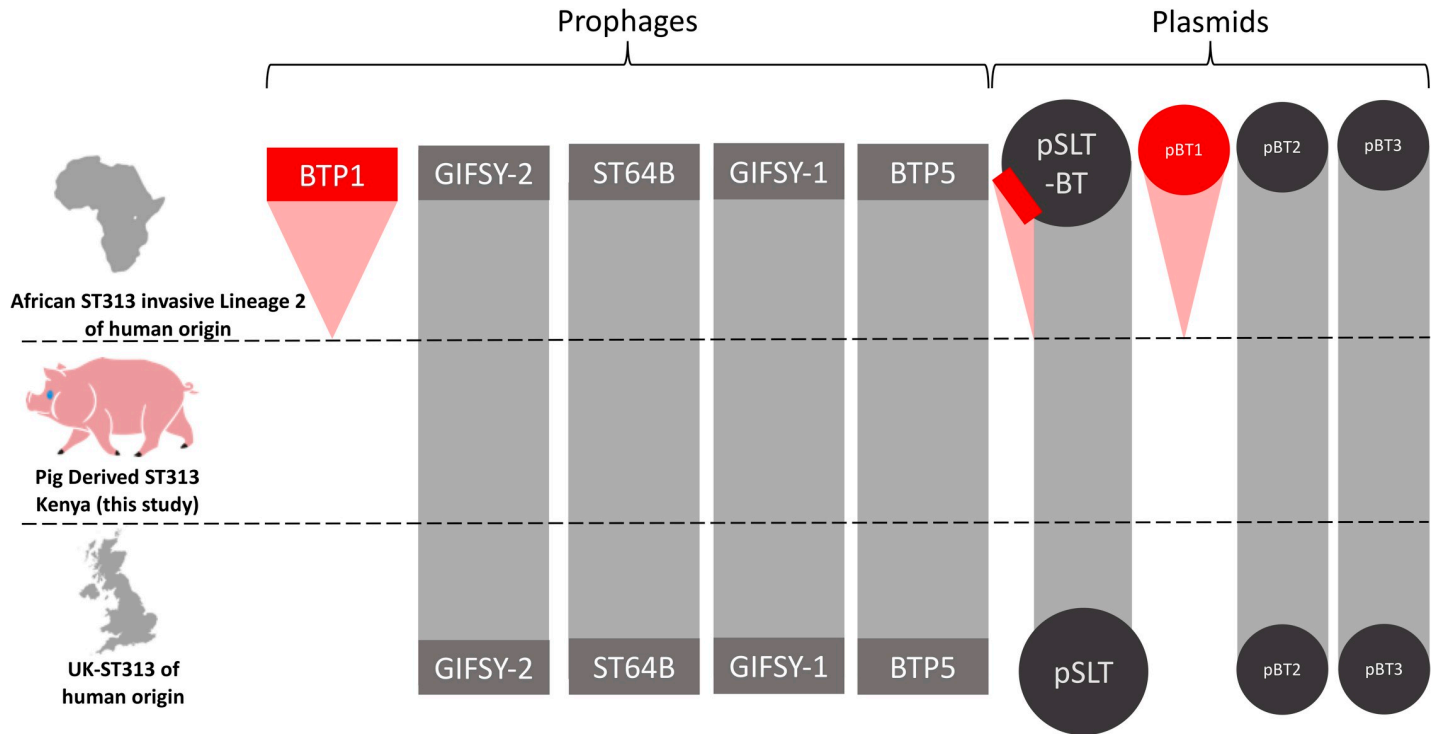 Prophages
Plasmids
BTP1
GIFSY-2
ST64B
GIFSY-1
BTP5
pSLT
-BT
pBT1
pBT2
pBT3
African ST313 invasive Lineage 2
of human origin
Pig Derived ST313
Kenya (this study)
UK-ST313 of
human origin
GIFSY-2
ST64B
GIFSY-1
BTP5
pSLT
pBT2
pBT3